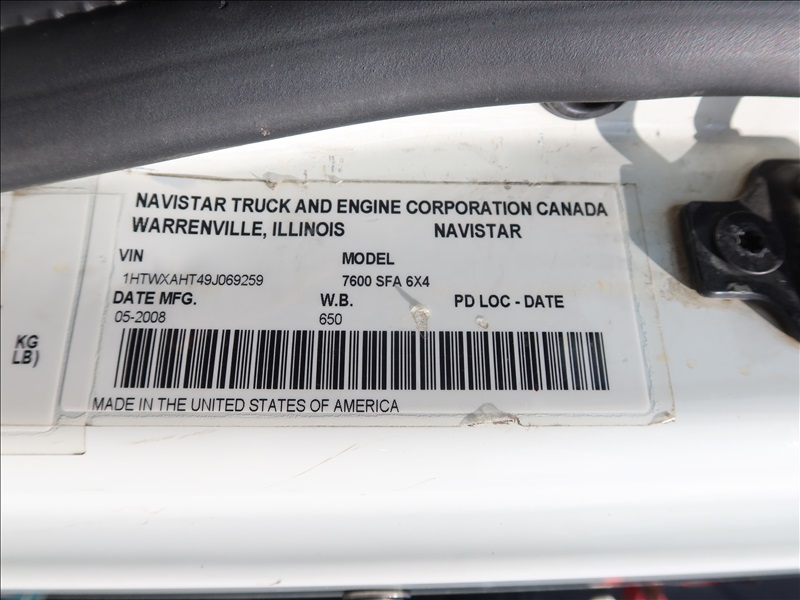 NAVISTAR TRUCK AND ENGINE CORPORATION CANADA
WARRENVILLE, ILLINOIS NAVISTAR
VIN MODEL
1HTWXAHT49J069259 7600 SFA 6X4
DATE MFG. W.B. PD LOC - DATE
05-2008 650
KG
LB)
MADE IN THE UNITED STATES OF AMERICA